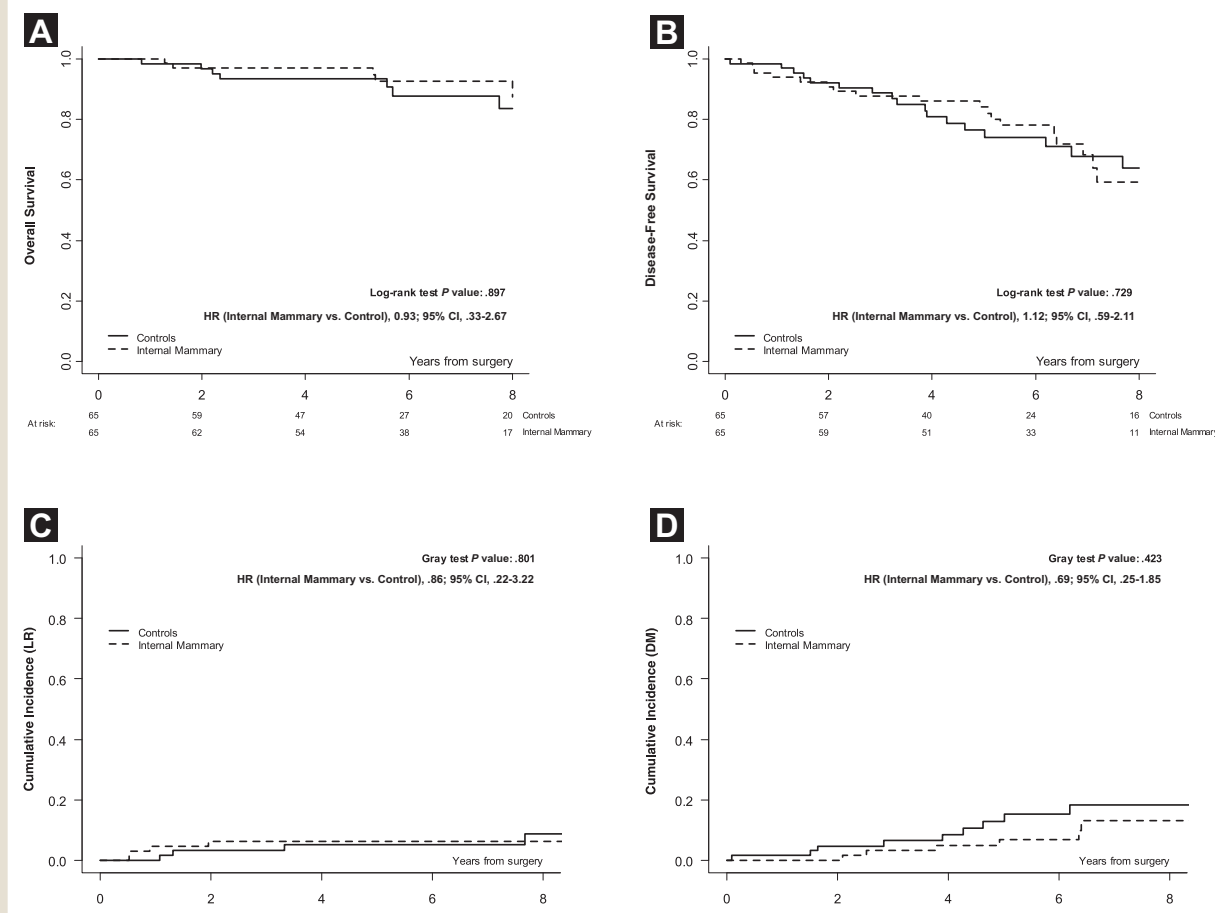 A
1.0
0.8
0.6
0.4
0.2
0.0
Overall Survival
Log-rank test P value: .897
HR (Internal Mammary vs. Control), 0.93; 95% CI, .33-2.67
Controls
Internal Mammary
Years from surgery
0 2 4 6 8
At risk:
65 59 47 27 20 Controls
65 62 54 38 17 Internal Mammary
B
1.0
0.8
0.6
0.4
0.2
0.0
Disease-Free Survival
Log-rank test P value: .729
HR (Internal Mammary vs. Control), 1.12; 95% CI, .59-2.11
Controls
Internal Mammary
Years from surgery
0 2 4 6 8
At risk:
65 57 40 24 16 Controls
65 59 51 33 11 Internal Mammary
C
1.0
0.8
0.6
0.4
0.2
0.0
Cumulative Incidence (LR)
Gray test P value: .801
HR (Internal Mammary vs. Control), .86; 95% CI, .22-3.22
Controls
Internal Mammary
Years from surgery
0 2 4 6 8
D
1.0
0.8
0.6
0.4
0.2
0.0
Cumulative Incidence (DM)
Gray test P value: .423
HR (Internal Mammary vs. Control), .69; 95% CI, .25-1.85
Controls
Internal Mammary
Years from surgery
0 2 4 6 8